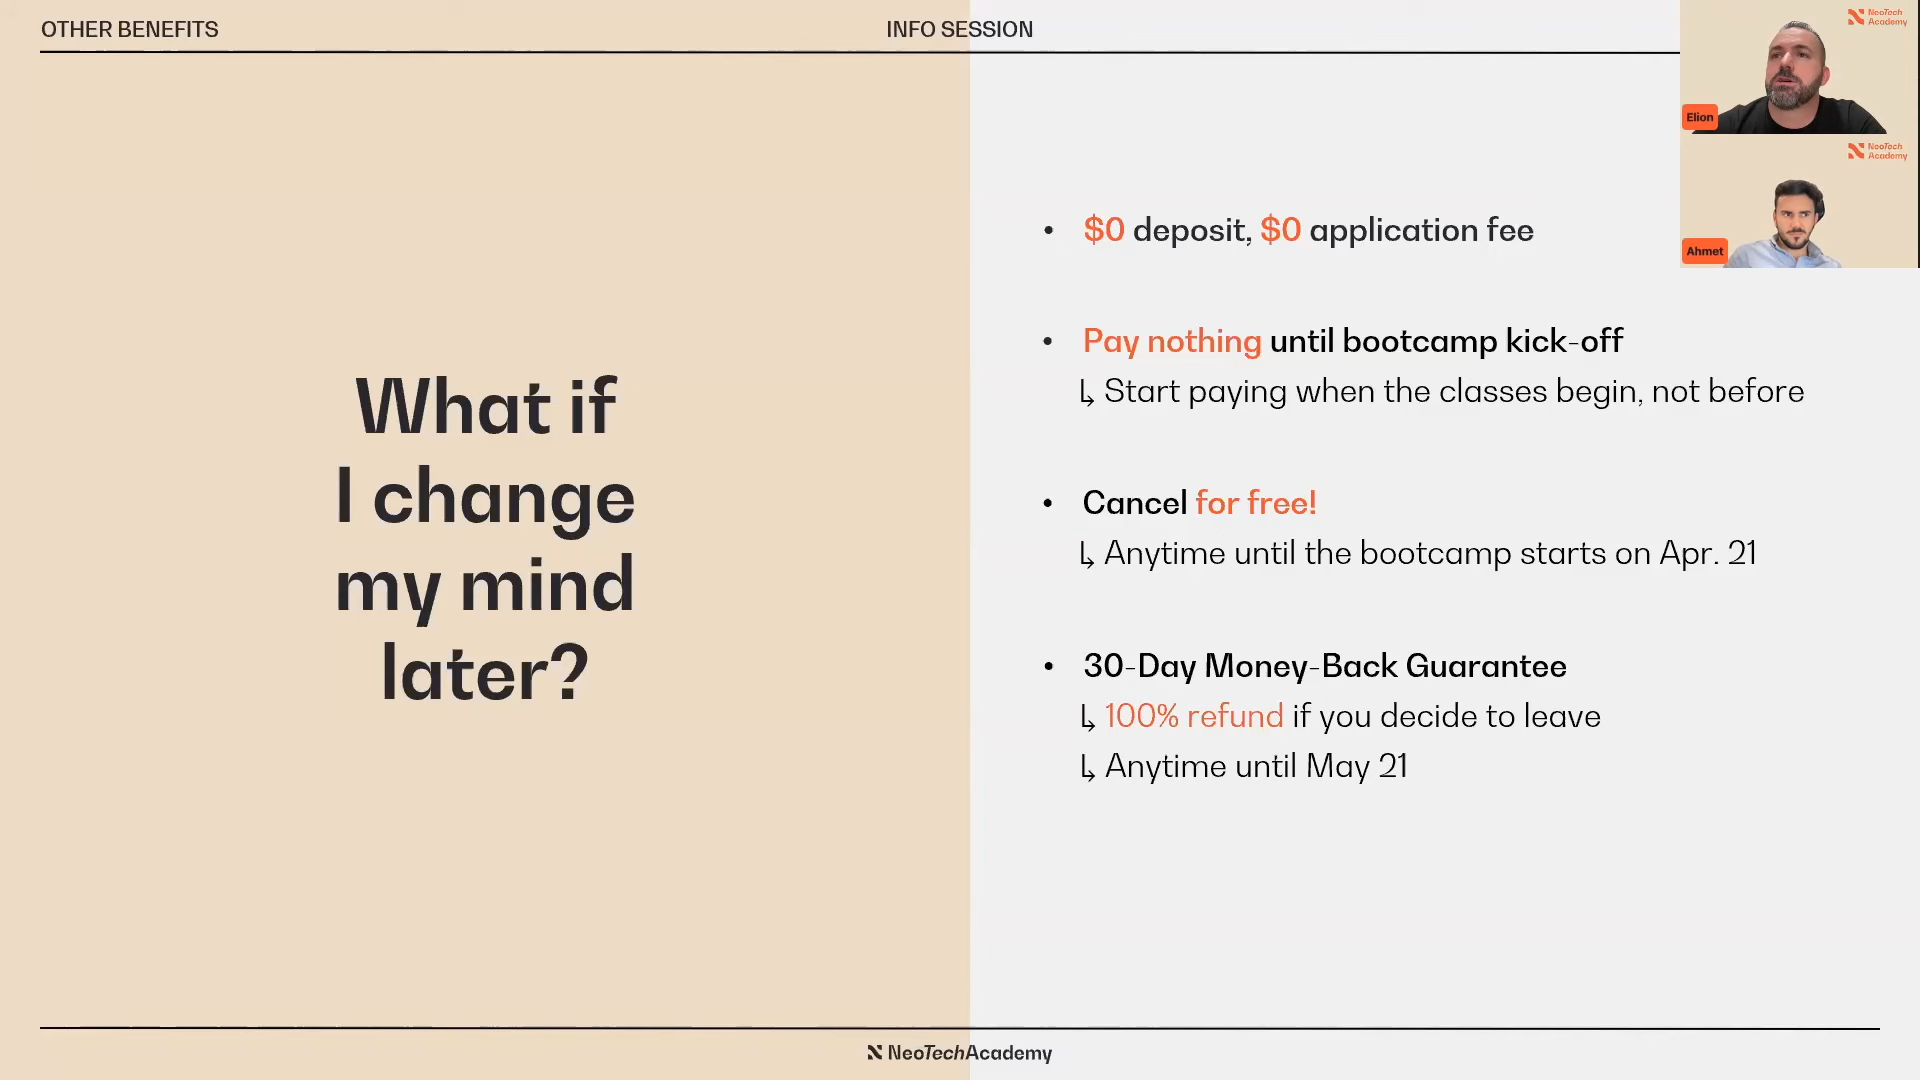 OTHER BENEFITS
INFO SESSION
NeoTech
Academy
Elion
NeoTech
Academy
Ahmet
What if
I change
my mind
later?
• $0 deposit, $0 application fee
• Pay nothing until bootcamp kick-off
↳ Start paying when the classes begin, not before
• Cancel for free!
↳ Anytime until the bootcamp starts on Apr. 21
• 30-Day Money-Back Guarantee
↳ 100% refund if you decide to leave
↳ Anytime until May 21
NeoTechAcademy